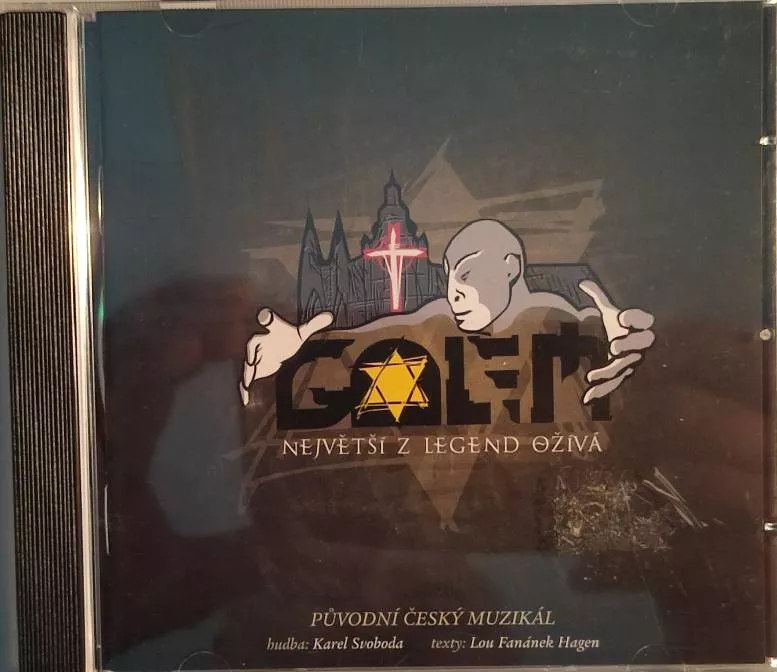 GOLEM
NEJVĚTŠÍ Z LEGEND OŽÍVÁ
PŮVODNÍ ČESKÝ MUZIKÁL
hudba: Karel Svoboda texty: Lou Fanánek Hagen